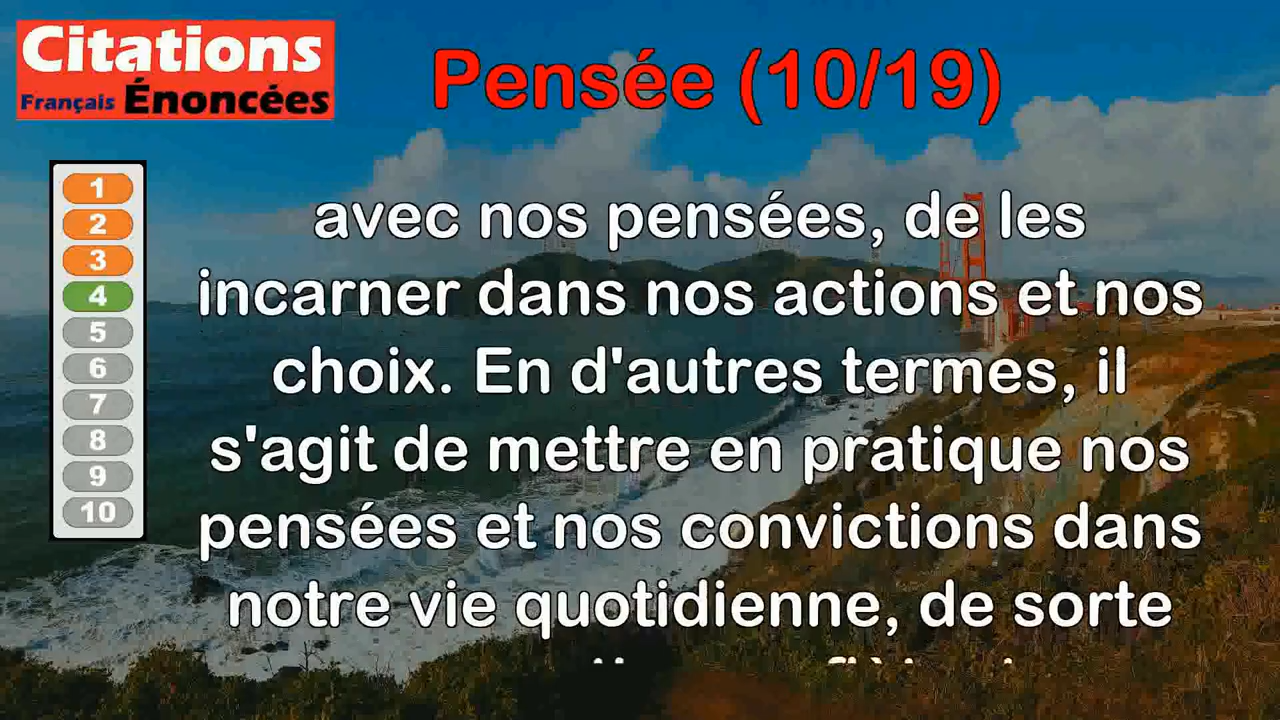 Citations
Français Énoncées
Pensée (10/19)
1
2
3
4
5
6
7
8
9
10
avec nos pensées, de les
incarner dans nos actions et nos
choix. En d'autres termes, il
s'agit de mettre en pratique nos
pensées et nos convictions dans
notre vie quotidienne, de sorte